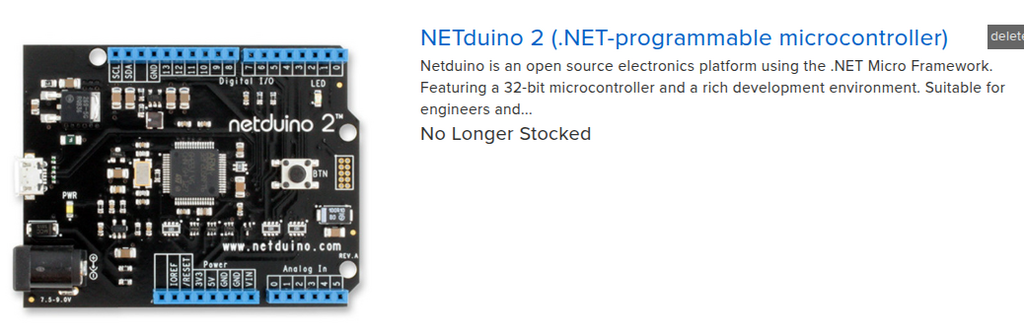 NETduino 2 (.NET-programmable microcontroller)
delete
Netduino is an open source electronics platform using the .NET Micro Framework.
Featuring a 32-bit microcontroller and a rich development environment. Suitable for
engineers and...
No Longer Stocked
SCL SDA GND 13 12 11 10 9 8 7 6 5 4 3 2 1 0
Digital I/O
LED
netduino 2™
BTN
PWR
www.netduino.com
REV.A
Power
Analog In
IOREF /RESET 3V3 5V GND GND VIN 0 1 2 3 4 5
7.5-9.0V